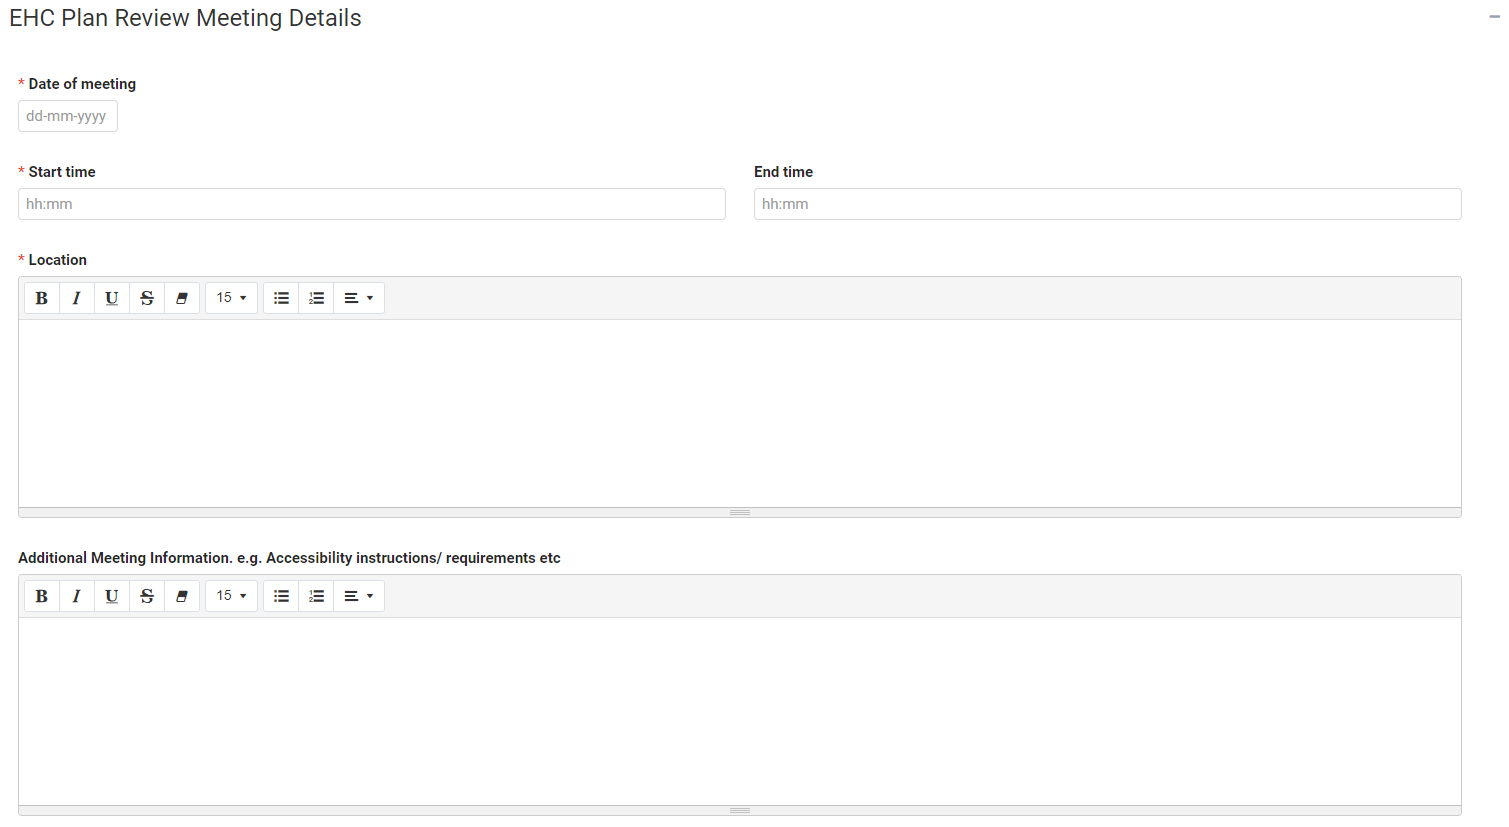 EHC Plan Review Meeting Details
* Date of meeting
dd-mm-yyyy
* Start time End time
hh:mm hh:mm
* Location
B I U S 15
Additional Meeting Information. e.g. Accessibility instructions/ requirements etc
B I U S 15